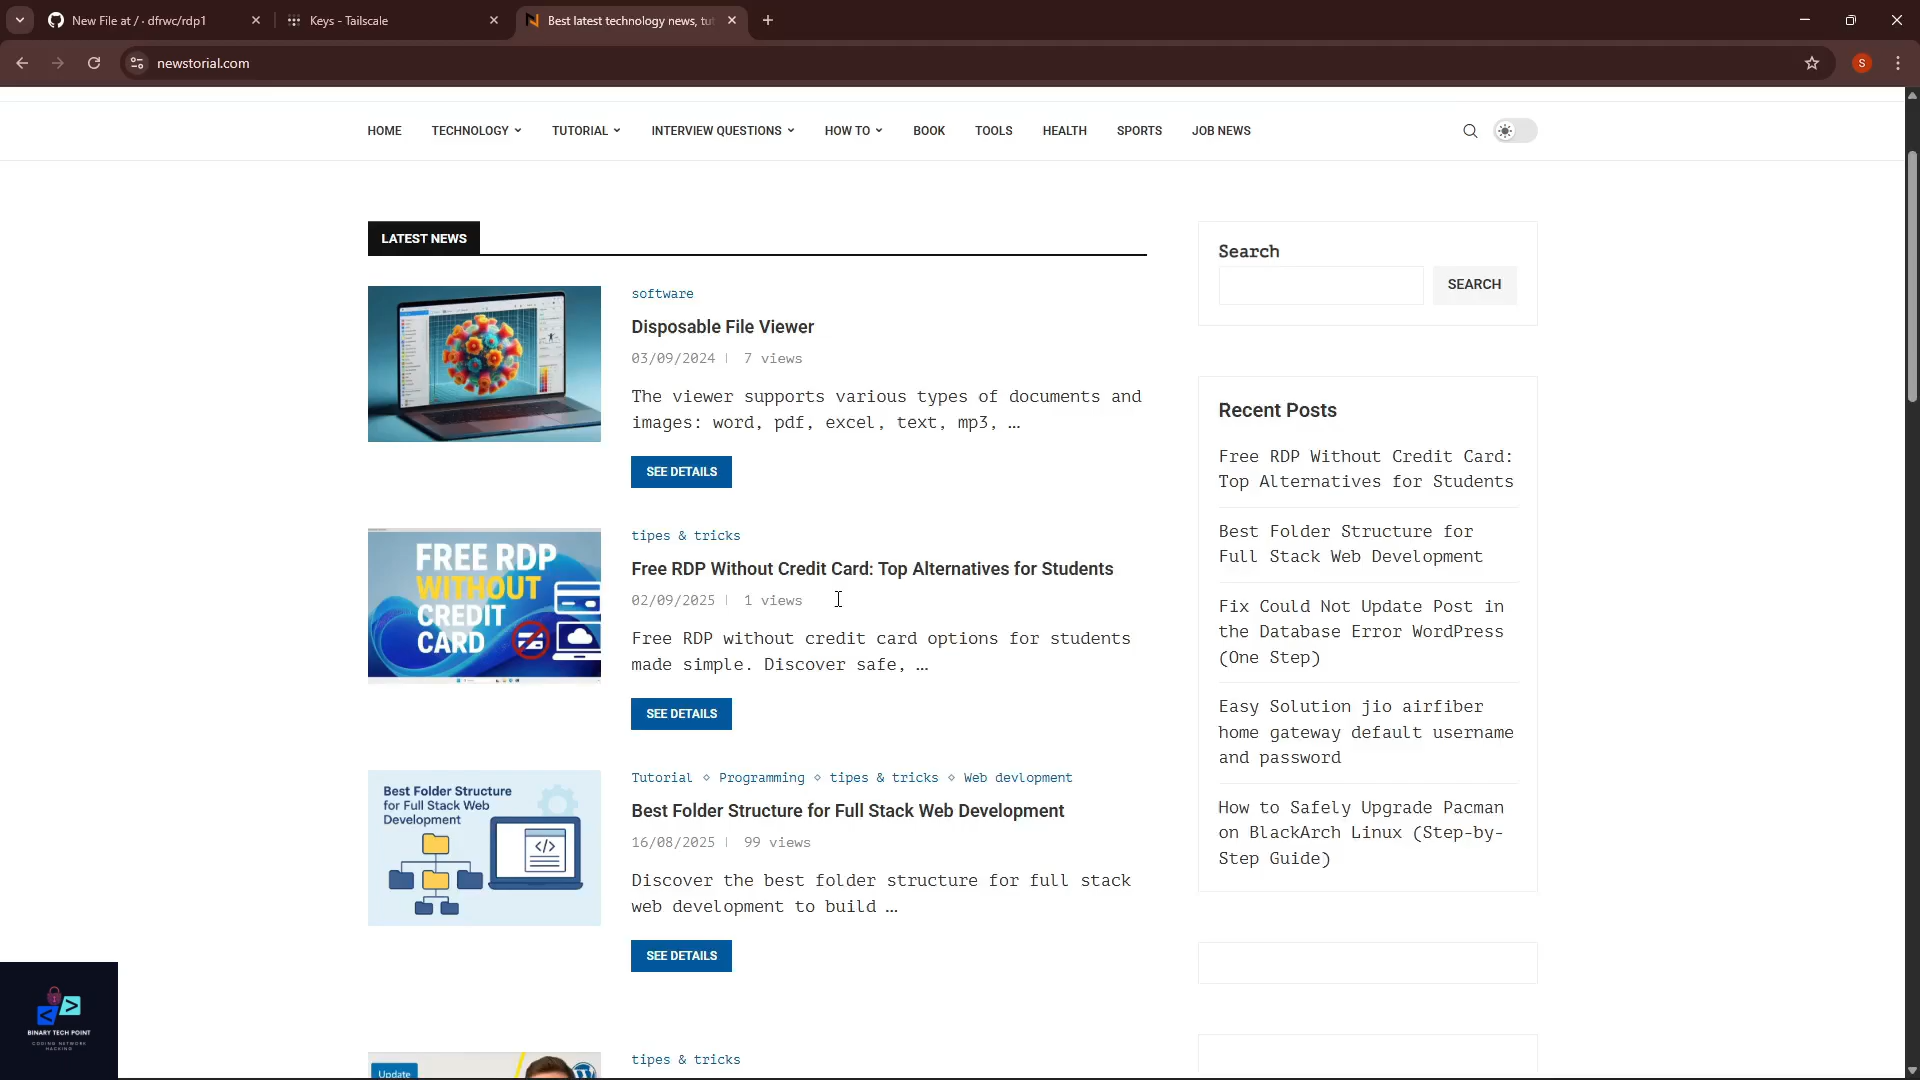 New File at / · dfrwc/rdp1
Keys - Tailscale
Best latest technology news, tut
newstorial.com
S
HOME TECHNOLOGY TUTORIAL INTERVIEW QUESTIONS HOW TO BOOK TOOLS HEALTH SPORTS JOB NEWS
LATEST NEWS
software
Disposable File Viewer
03/09/2024 7 views
The viewer supports various types of documents and
images: word, pdf, excel, text, mp3, …
SEE DETAILS
FREE RDP
WITHOUT
CREDIT
CARD
tipes & tricks
Free RDP Without Credit Card: Top Alternatives for Students
02/09/2025 1 views
Free RDP without credit card options for students
made simple. Discover safe, …
SEE DETAILS
Best Folder Structure
for Full Stack Web
Development
</>
Tutorial ◇ Programming ◇ tipes & tricks ◇ Web devlopment
Best Folder Structure for Full Stack Web Development
16/08/2025 99 views
Discover the best folder structure for full stack
web development to build …
SEE DETAILS
Update
tipes & tricks
Search
SEARCH
Recent Posts
Free RDP Without Credit Card:
Top Alternatives for Students
Best Folder Structure for
Full Stack Web Development
Fix Could Not Update Post in
the Database Error WordPress
(One Step)
Easy Solution jio airfiber
home gateway default username
and password
How to Safely Upgrade Pacman
on BlackArch Linux (Step-by-
Step Guide)
BINARY TECH POINT
CODING NETWORK
HACKING